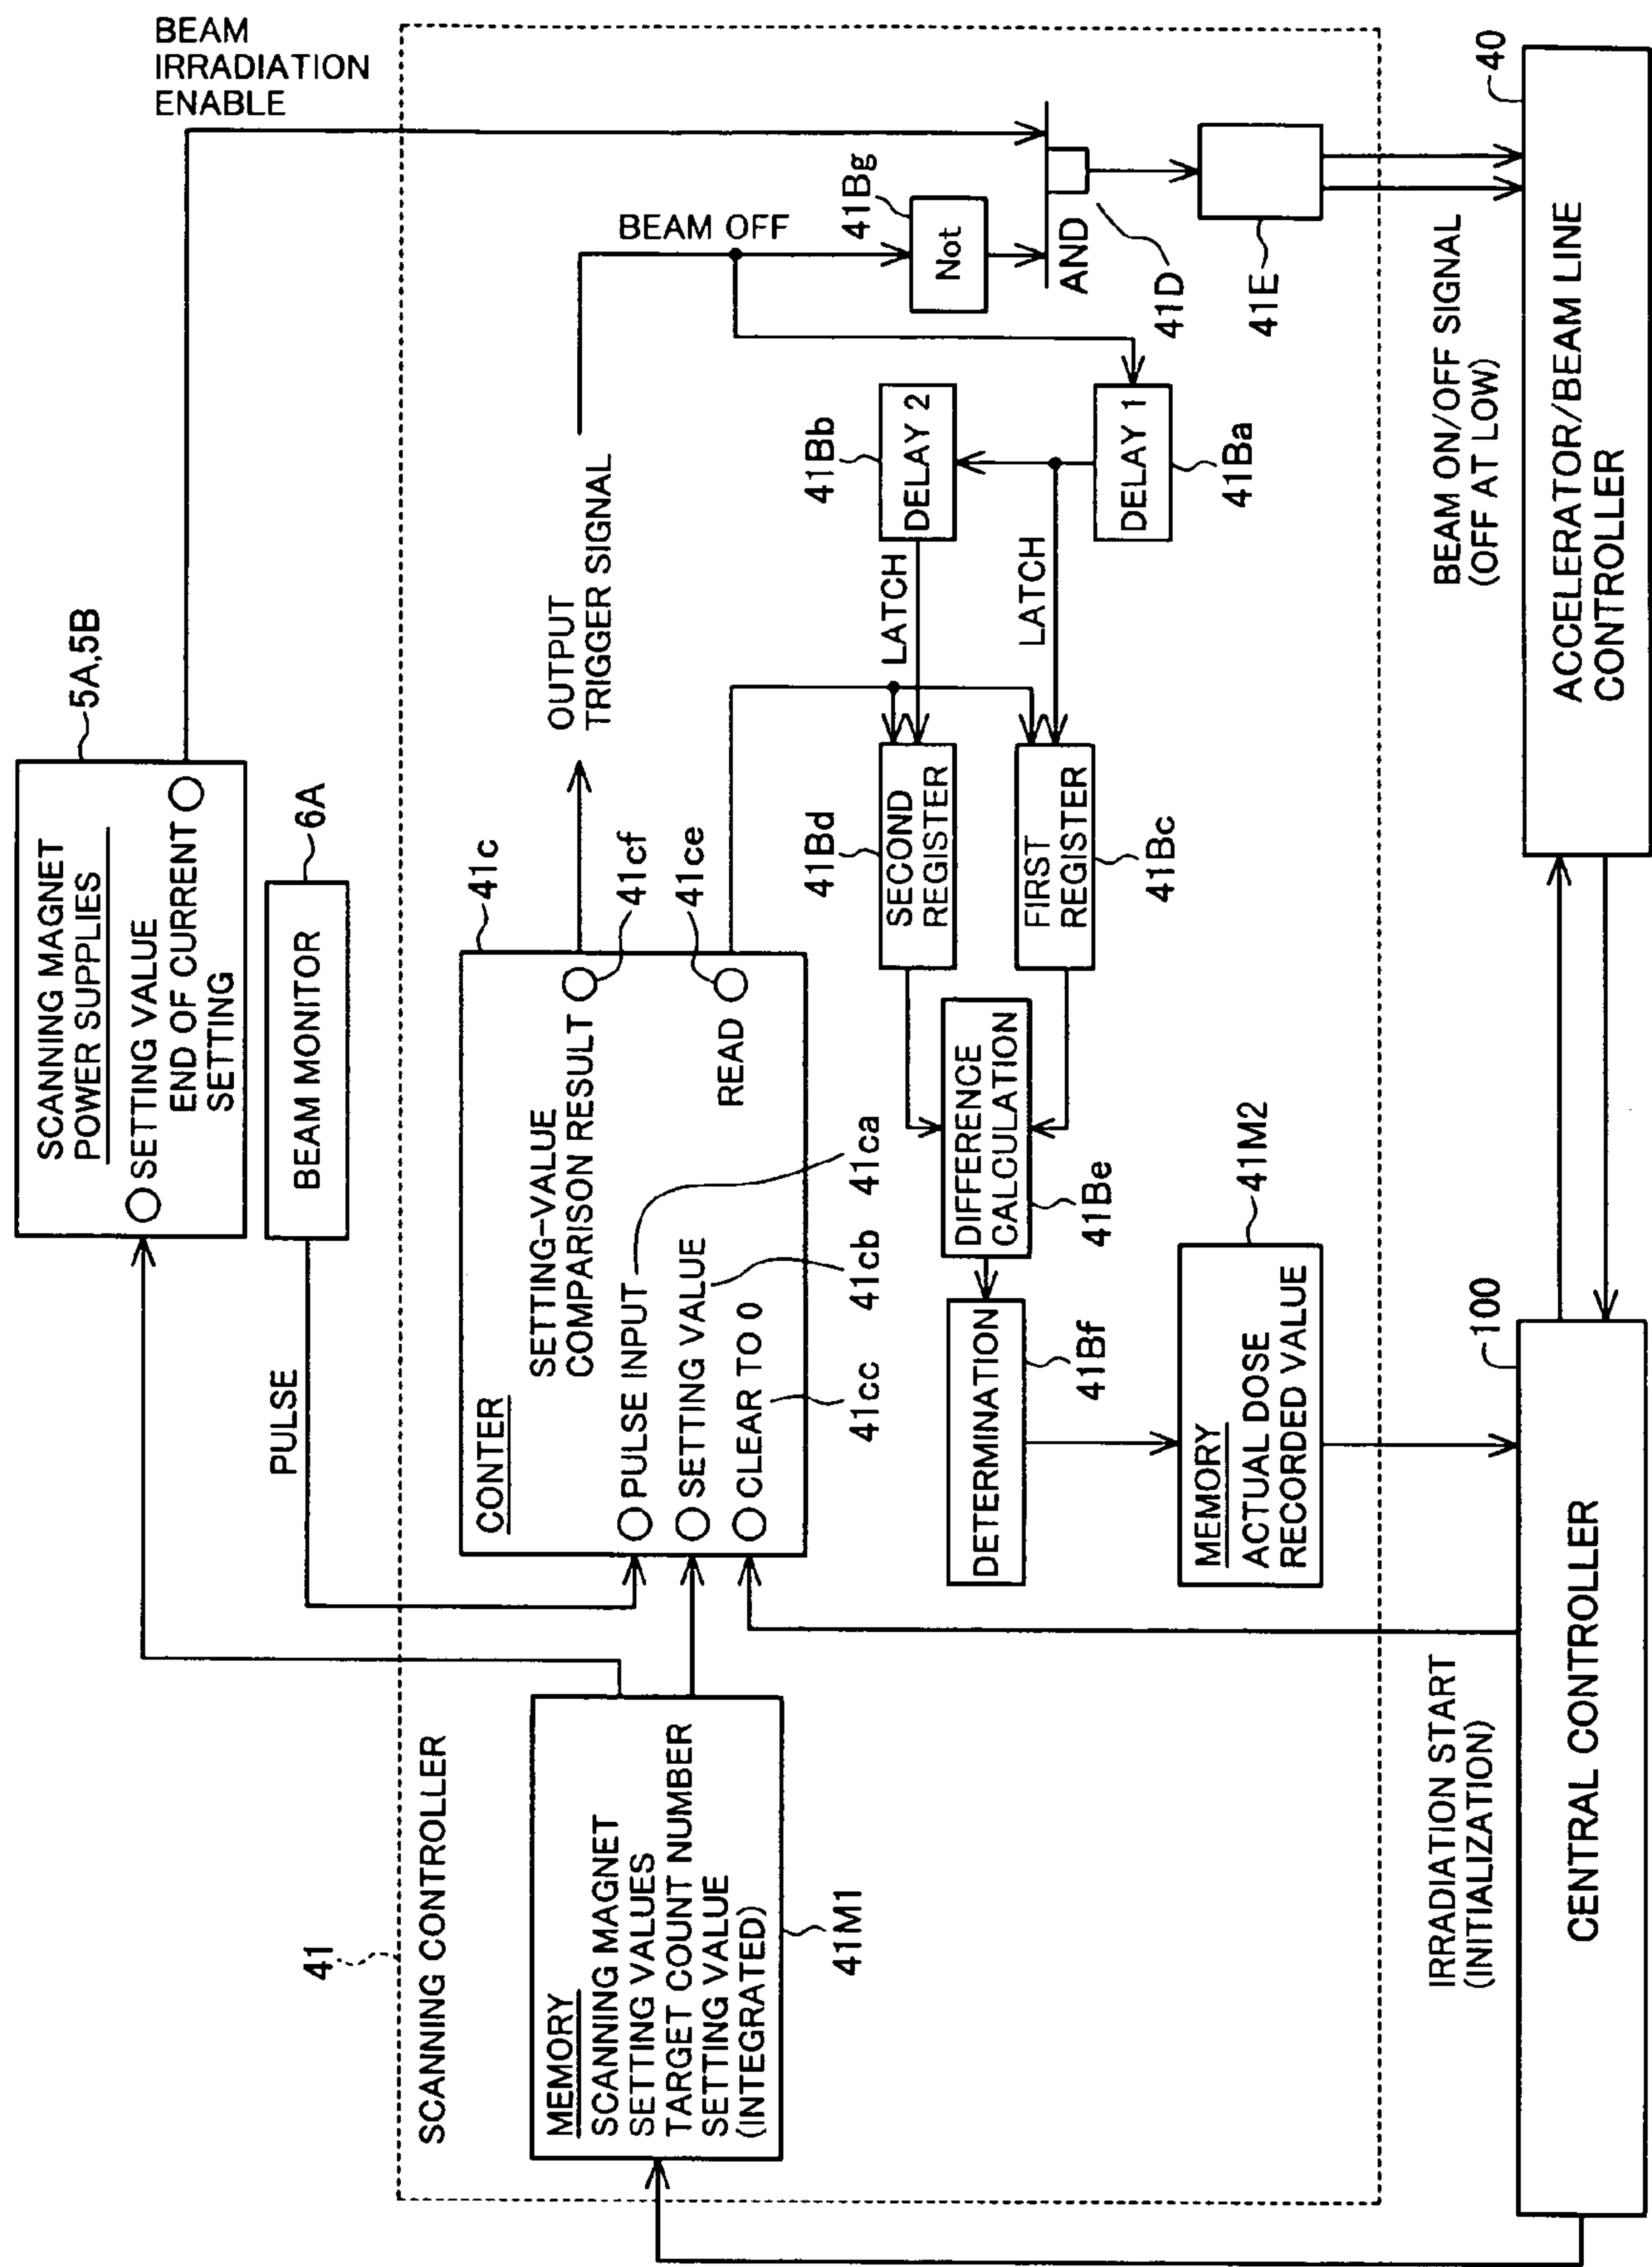 SCANNING MAGNET
POWER SUPPLIES
SETTING VALUE
END OF CURRENT
SETTING
5A,5B
BEAM
IRRADIATION
ENABLE
BEAM MONITOR
6A
PULSE
41
SCANNING CONTROLLER
MEMORY
SCANNING MAGNET
SETTING VALUES
TARGET COUNT NUMBER
SETTING VALUE
(INTEGRATED)
41M1
CONTER
SETTING-VALUE
COMPARISON RESULT
PULSE INPUT
SETTING VALUE
CLEAR TO 0
READ
41c
41cf
41ce
41cc
41cb
41ca
OUTPUT
TRIGGER SIGNAL
BEAM OFF
41Bg
Not
AND
41D
41E
41Bb
DELAY 2
LATCH
DELAY 1
41Ba
LATCH
41Bd
SECOND
REGISTER
FIRST
REGISTER
41Bc
DIFFERENCE
CALCULATION
41Be
DETERMINATION
41Bf
41M2
MEMORY
ACTUAL DOSE
RECORDED VALUE
IRRADIATION START
(INITIALIZATION)
100
CENTRAL CONTROLLER
BEAM ON/OFF SIGNAL
(OFF AT LOW)
40
ACCELERATOR/BEAM LINE
CONTROLLER